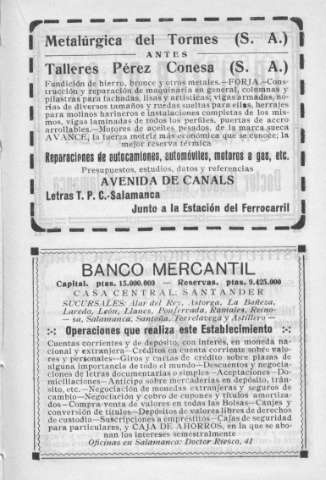 Metalúrgica del Tormes (S. A.)
ANTES
Talleres Pérez Conesa (S. A.)
Fundición de hierro, bronce y otros metales.—FORJA.—Cons-
trucción y reparación de maquinaria en general, columnas y
pilastras para fachadas, lisas y artísticas; vigas armadas, no-
rias de diversos tamaños y ruedas sueltas para ellas, herrajes
para molinos harineros e instalaciones completas de los mis-
mos, vigas laminadas de todos los perfiles, puertas de acero
arrollables.—Motores de aceites pesados, de la marca sueca
AVANCE, la fuerza motriz más económica que se conoce; la
mejor reserva térmica
Reparaciones de autocamiones, automóviles, motores a gas, etc.
Presupuestos, estudios, datos y referencias
AVENIDA DE CANALS
Letras T. P. C.-Salamanca
Junto a la Estación del Ferrocarril
BANCO MERCANTIL
Capital. ptas. 15.000.000 — Reservas. ptas. 9.425.000
CASA CENTRAL: SANTANDER
SUCURSALES: Alar del Rey, Astorga, La Bañeza,
Laredo, León, Llanes, Ponferrada, Ramales, Reino-
sa, Salamanca, Santoña, Torrelavega y Astillero
Operaciones que realiza este Establecimiento
Cuentas corrientes y de depósito, con interés, en moneda na-
cional y extranjera—Créditos en cuenta corriente sobre valo-
res y personales—Giros y cartas de crédito sobre plazas de
alguna importancia de todo el mundo—Descuentos y negocia-
ciones de letras documentarias o simples—Aceptaciones—Do-
miciliaciones—Anticipo sobre mercaderías en depósito, trán-
sito, etc.—Negociación de monedas extranjeras y seguros de
cambio—Negociación y cobro de cupones y títulos amortiza-
dos—Compra-venta de valores en todas las Bolsas—Canjes y
conversión de títulos—Depósitos de valores libres de derechos
de custodia—Suscripciones a empréstitos—Cajas de seguridad
para particulares, y CAJA DE AHORROS, en la que se abo-
nan los intereses semestralmente
Oficinas en Salamanca: Doctor Riesco, 41